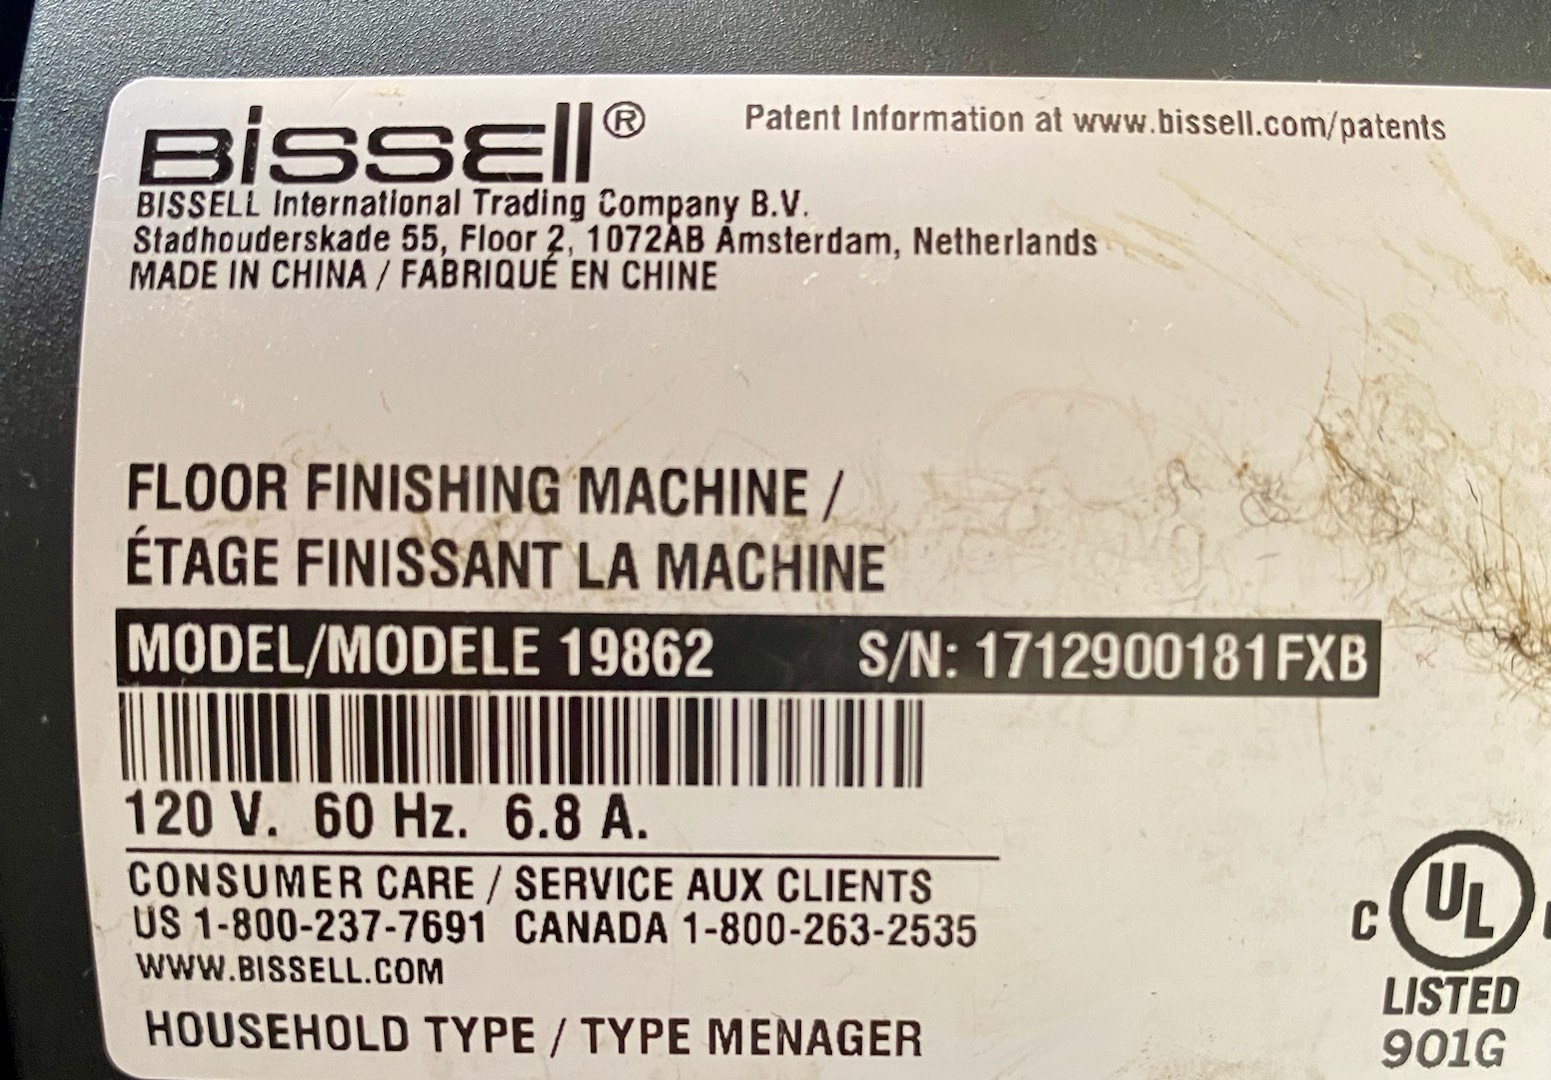 Bissell®
Patent Information at www.bissell.com/patents
BISSELL International Trading Company B.V.
Stadhouderskade 55, Floor 2, 1072AB Amsterdam, Netherlands
MADE IN CHINA / FABRIQUÉ EN CHINE
FLOOR FINISHING MACHINE /
ÉTAGE FINISSANT LA MACHINE
MODEL/MODELE 19862 S/N: 1712900181FXB
120 V. 60 Hz. 6.8 A.
CONSUMER CARE / SERVICE AUX CLIENTS
US 1-800-237-7691 CANADA 1-800-263-2535
WWW.BISSELL.COM
HOUSEHOLD TYPE / TYPE MENAGER
C UL
LISTED
901G